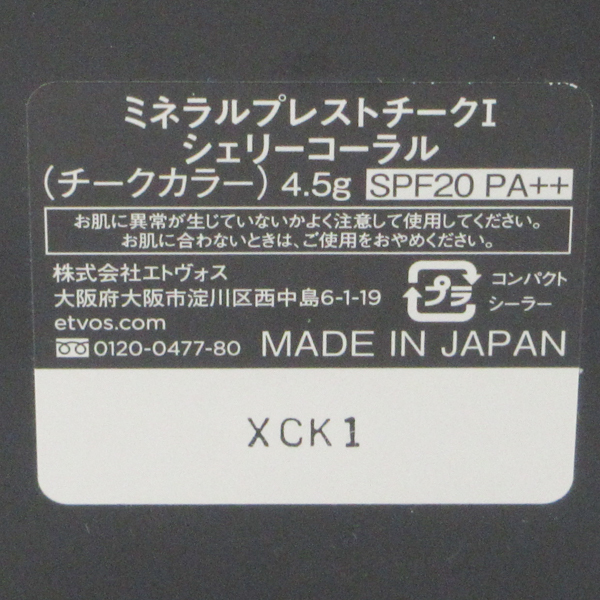 ミネラルプレストチークI
シェリーコーラル
（チークカラー） 4.5g SPF20 PA++
お肌に異常が生じていないかよく注意して使用してください。
お肌に合わないときは、ご使用をおやめください。
株式会社エトヴォス
大阪府大阪市淀川区西中島6-1-19
etvos.com
0120-0477-80
プラ
コンパクト
シーラー
MADE IN JAPAN
XCK1